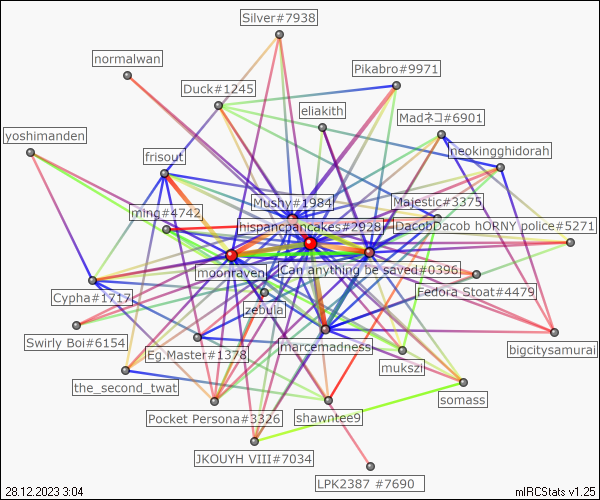 Silver#7938
normalwan
Pikabro#9971
Duck#1245
eliakith
Madネコ#6901
yoshimanden
neokingghidorah
frisout
Mushy#1984
Majestic#3375
ming#4742
hispancpancakes#2928
DacobDacob hORNY police#5271
moonraven
Can anything be saved#0396
Cypha#1717
Fedora Stoat#4479
zebula
Swirly Boi#6154
Eg.Master#1378
marcemadness
bigcitysamurai
mukszi
the_second_twat
somass
Pocket Persona#3326
shawntee9
JKOUYH VIII#7034
LPK2387 #7690
28.12.2023 3:04
mIRCStats v1.25